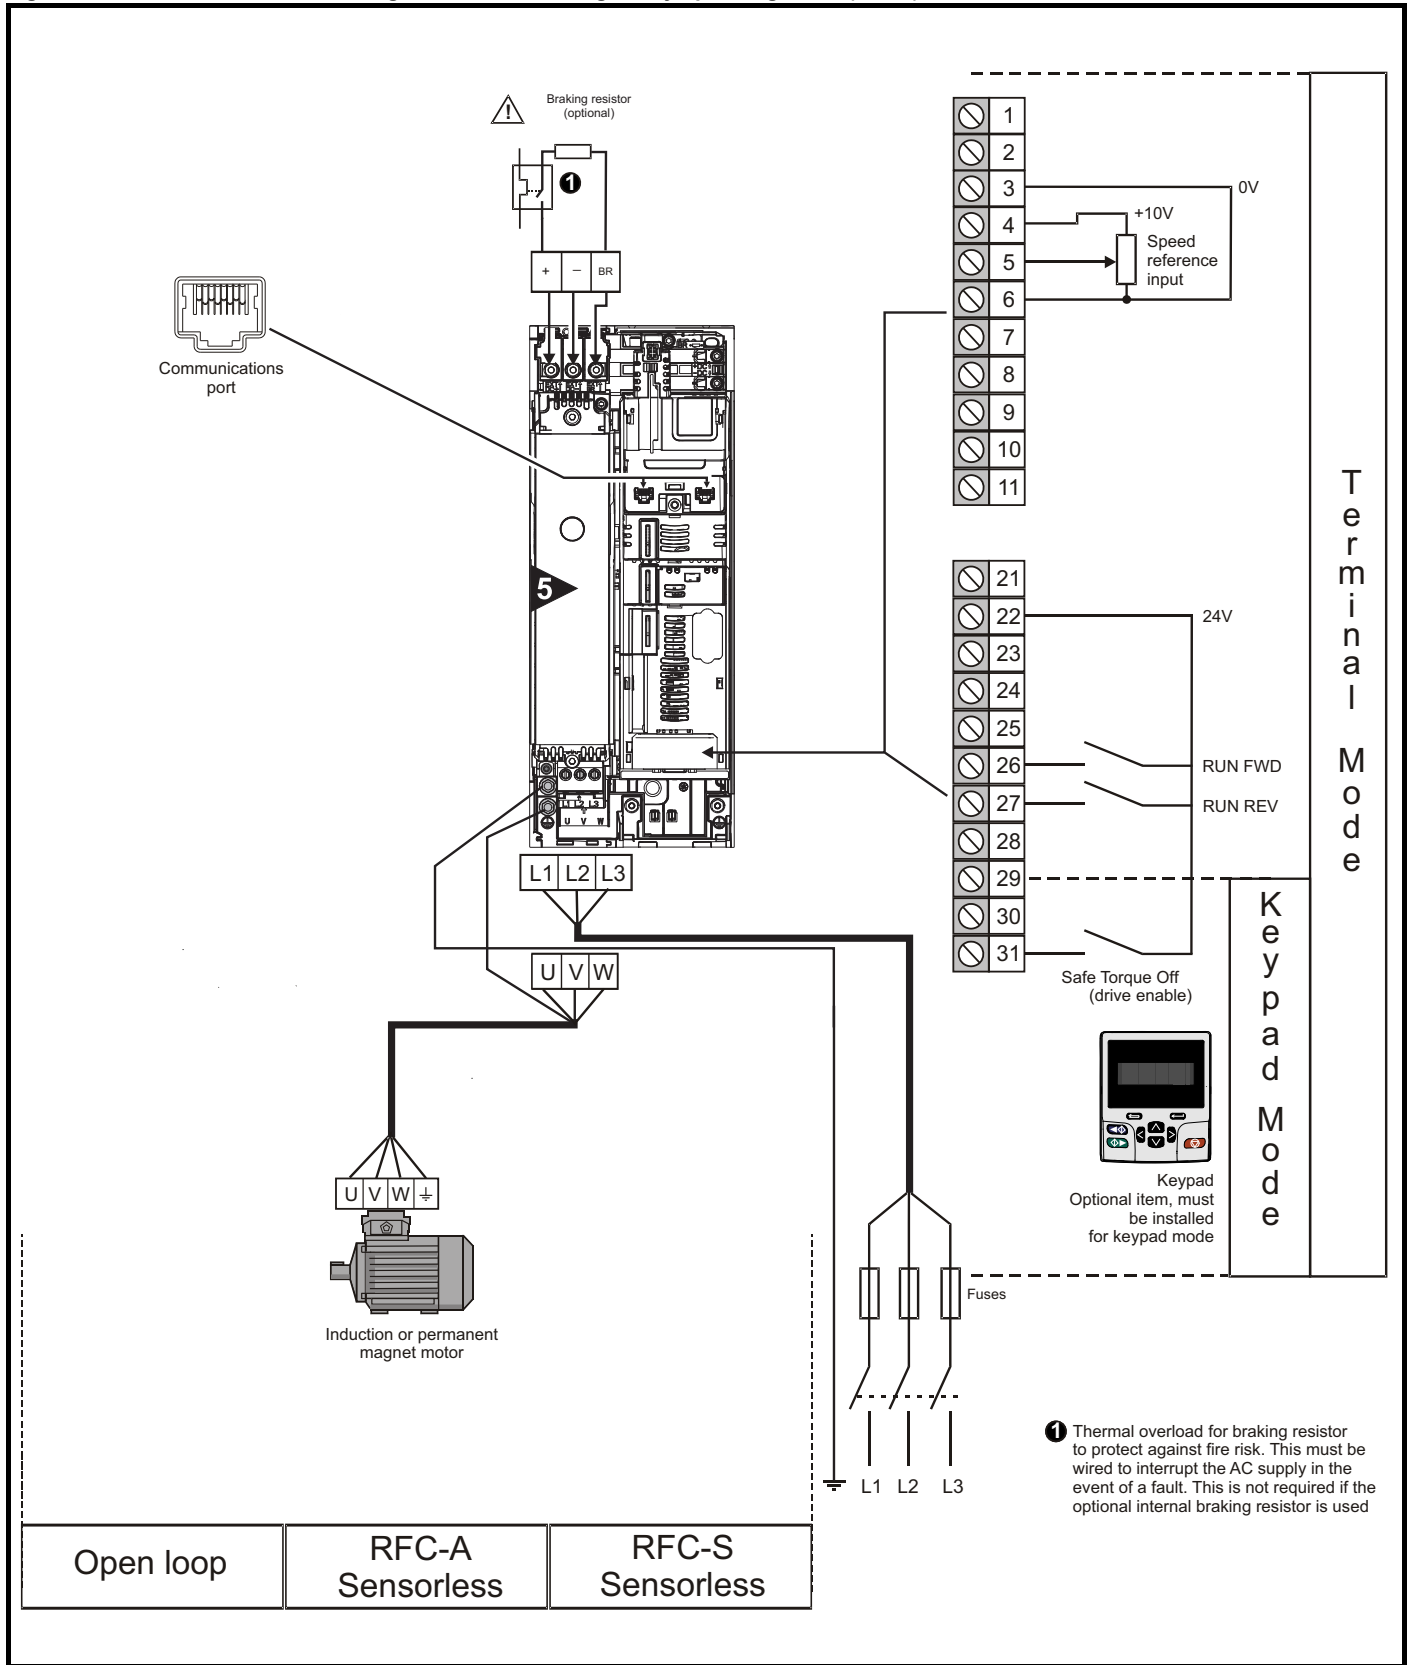 Braking resistor
(optional)
1
+ − BR
Communications
port
5
L1 L2 L3
U V W
L1 L2 L3
U V W
U V W
Induction or permanent
magnet motor
1
2
3
4
5
6
7
8
9
10
11
0V
+10V
Speed
reference
input
21
22
23
24
25
26
27
28
29
30
31
24V
RUN FWD
RUN REV
Safe Torque Off
(drive enable)
Keypad
Optional item, must
be installed
for keypad mode
Terminal Mode
Keypad Mode
Fuses
L1 L2 L3
1 Thermal overload for braking resistor
to protect against fire risk. This must be
wired to interrupt the AC supply in the
event of a fault. This is not required if the
optional internal braking resistor is used
Open loop
RFC-A
Sensorless
RFC-S
Sensorless